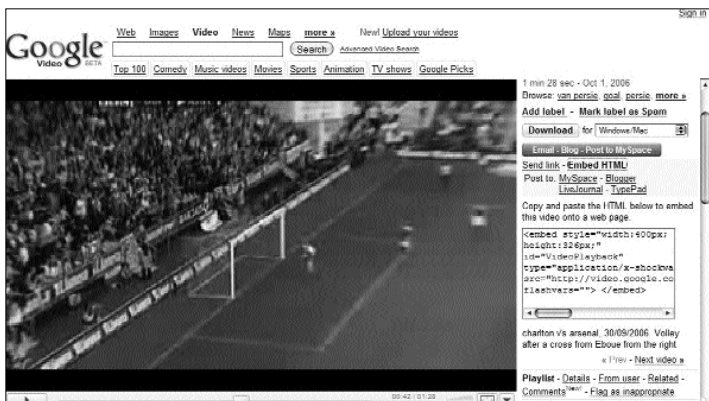 Sign in
Web Images Video News Maps more » New! Upload your videos
Google
Video BETA
Search Advanced Video Search
Top 100 Comedy Music videos Movies Sports Animation TV shows Google Picks
1 min 28 sec - Oct 1, 2006
Browse: van persie, goal, persie, more »
Add label - Mark label as Spam
Download for Windows/Mac
Email - Blog - Post to MySpace
Send link - Embed HTML
Post to: MySpace - Blogger
LiveJournal - TypePad
Copy and paste the HTML below to embed
this video onto a web page.
<embed style="width:400px;
height:326px;"
id="VideoPlayback"
type="application/x-shockwa
src="http://video.google.co
flashvars=""> </embed>
charlton v/s arsenal, 30/09/2006. Volley
after a cross from Eboue from the right
« Prev - Next video »
Playlist - Details - From user - Related -
Comments New! - Flag as inappropriate
00:42 / 01:28